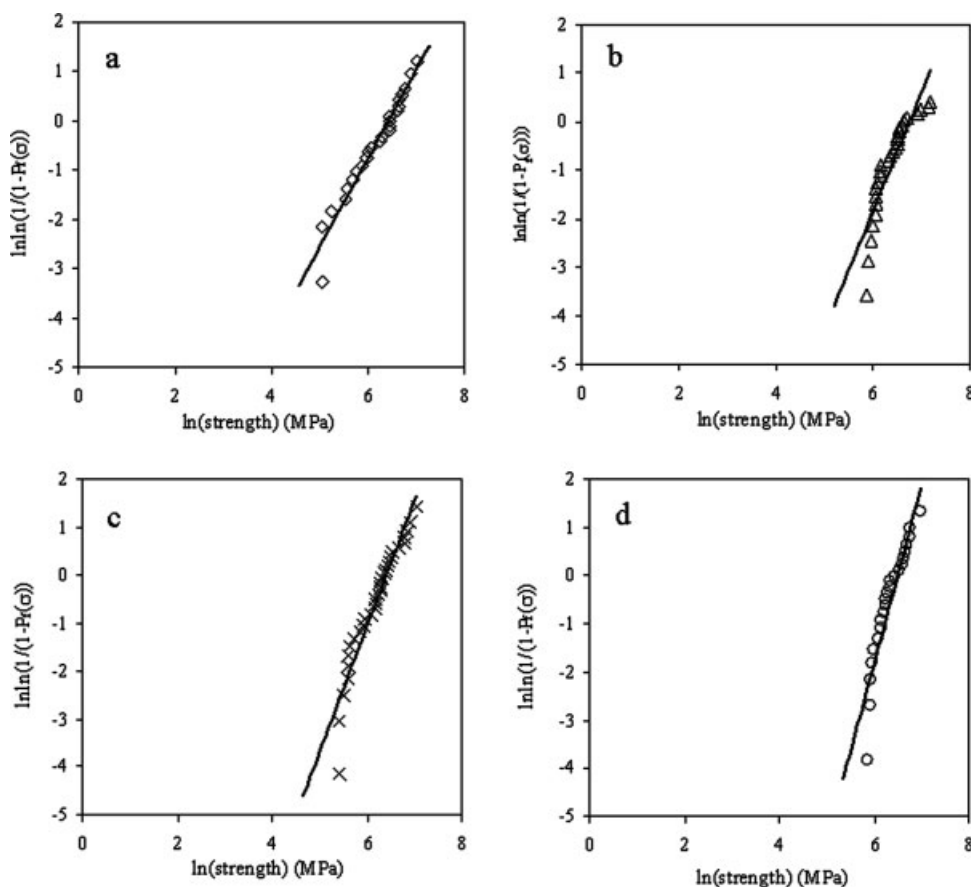 a
lnln(1/(1-Pr(σ))
2
1
0
-1
-2
-3
-4
-5
0 2 4 6 8
ln(strength) (MPa)
b
lnln(1/(1-Pᵣ(σ)))
2
1
0
-1
-2
-3
-4
-5
0 2 4 6 8
ln(strength) (MPa)
c
lnln(1/(1-Pr(σ))
2
1
0
-1
-2
-3
-4
-5
0 2 4 6 8
ln(strength) (MPa)
d
lnln(1/(1-Pr(σ))
2
1
0
-1
-2
-3
-4
-5
0 2 4 6 8
ln(strength) (MPa)